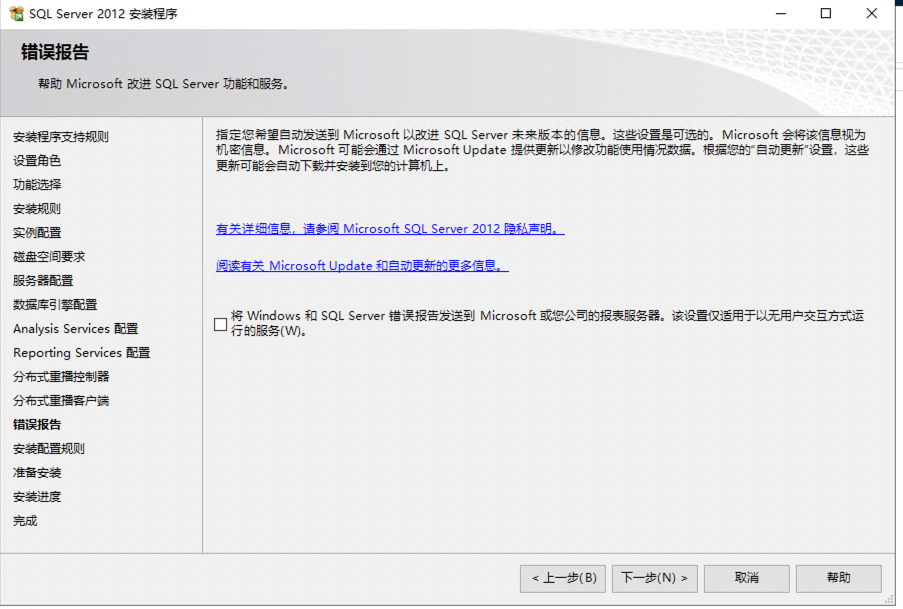 SQL Server 2012 安装程序
错误报告
帮助 Microsoft 改进 SQL Server 功能和服务。
安装程序支持规则
设置角色
功能选择
安装规则
实例配置
磁盘空间要求
服务器配置
数据库引擎配置
Analysis Services 配置
Reporting Services 配置
分布式重播控制器
分布式重播客户端
错误报告
安装配置规则
准备安装
安装进度
完成
指定您希望自动发送到 Microsoft 以改进 SQL Server 未来版本的信息。这些设置是可选的。Microsoft 会将该信息视为
机密信息。Microsoft 可能会通过 Microsoft Update 提供更新以修改功能使用情况数据。根据您的“自动更新”设置，这些
更新可能会自动下载并安装到您的计算机上。
有关详细信息，请参阅 Microsoft SQL Server 2012 隐私声明。
阅读有关 Microsoft Update 和自动更新的更多信息。
将 Windows 和 SQL Server 错误报告发送到 Microsoft 或您公司的报表服务器。该设置仅适用于以无用户交互方式运
行的服务(W)。
< 上一步(B)
下一步(N) >
取消
帮助